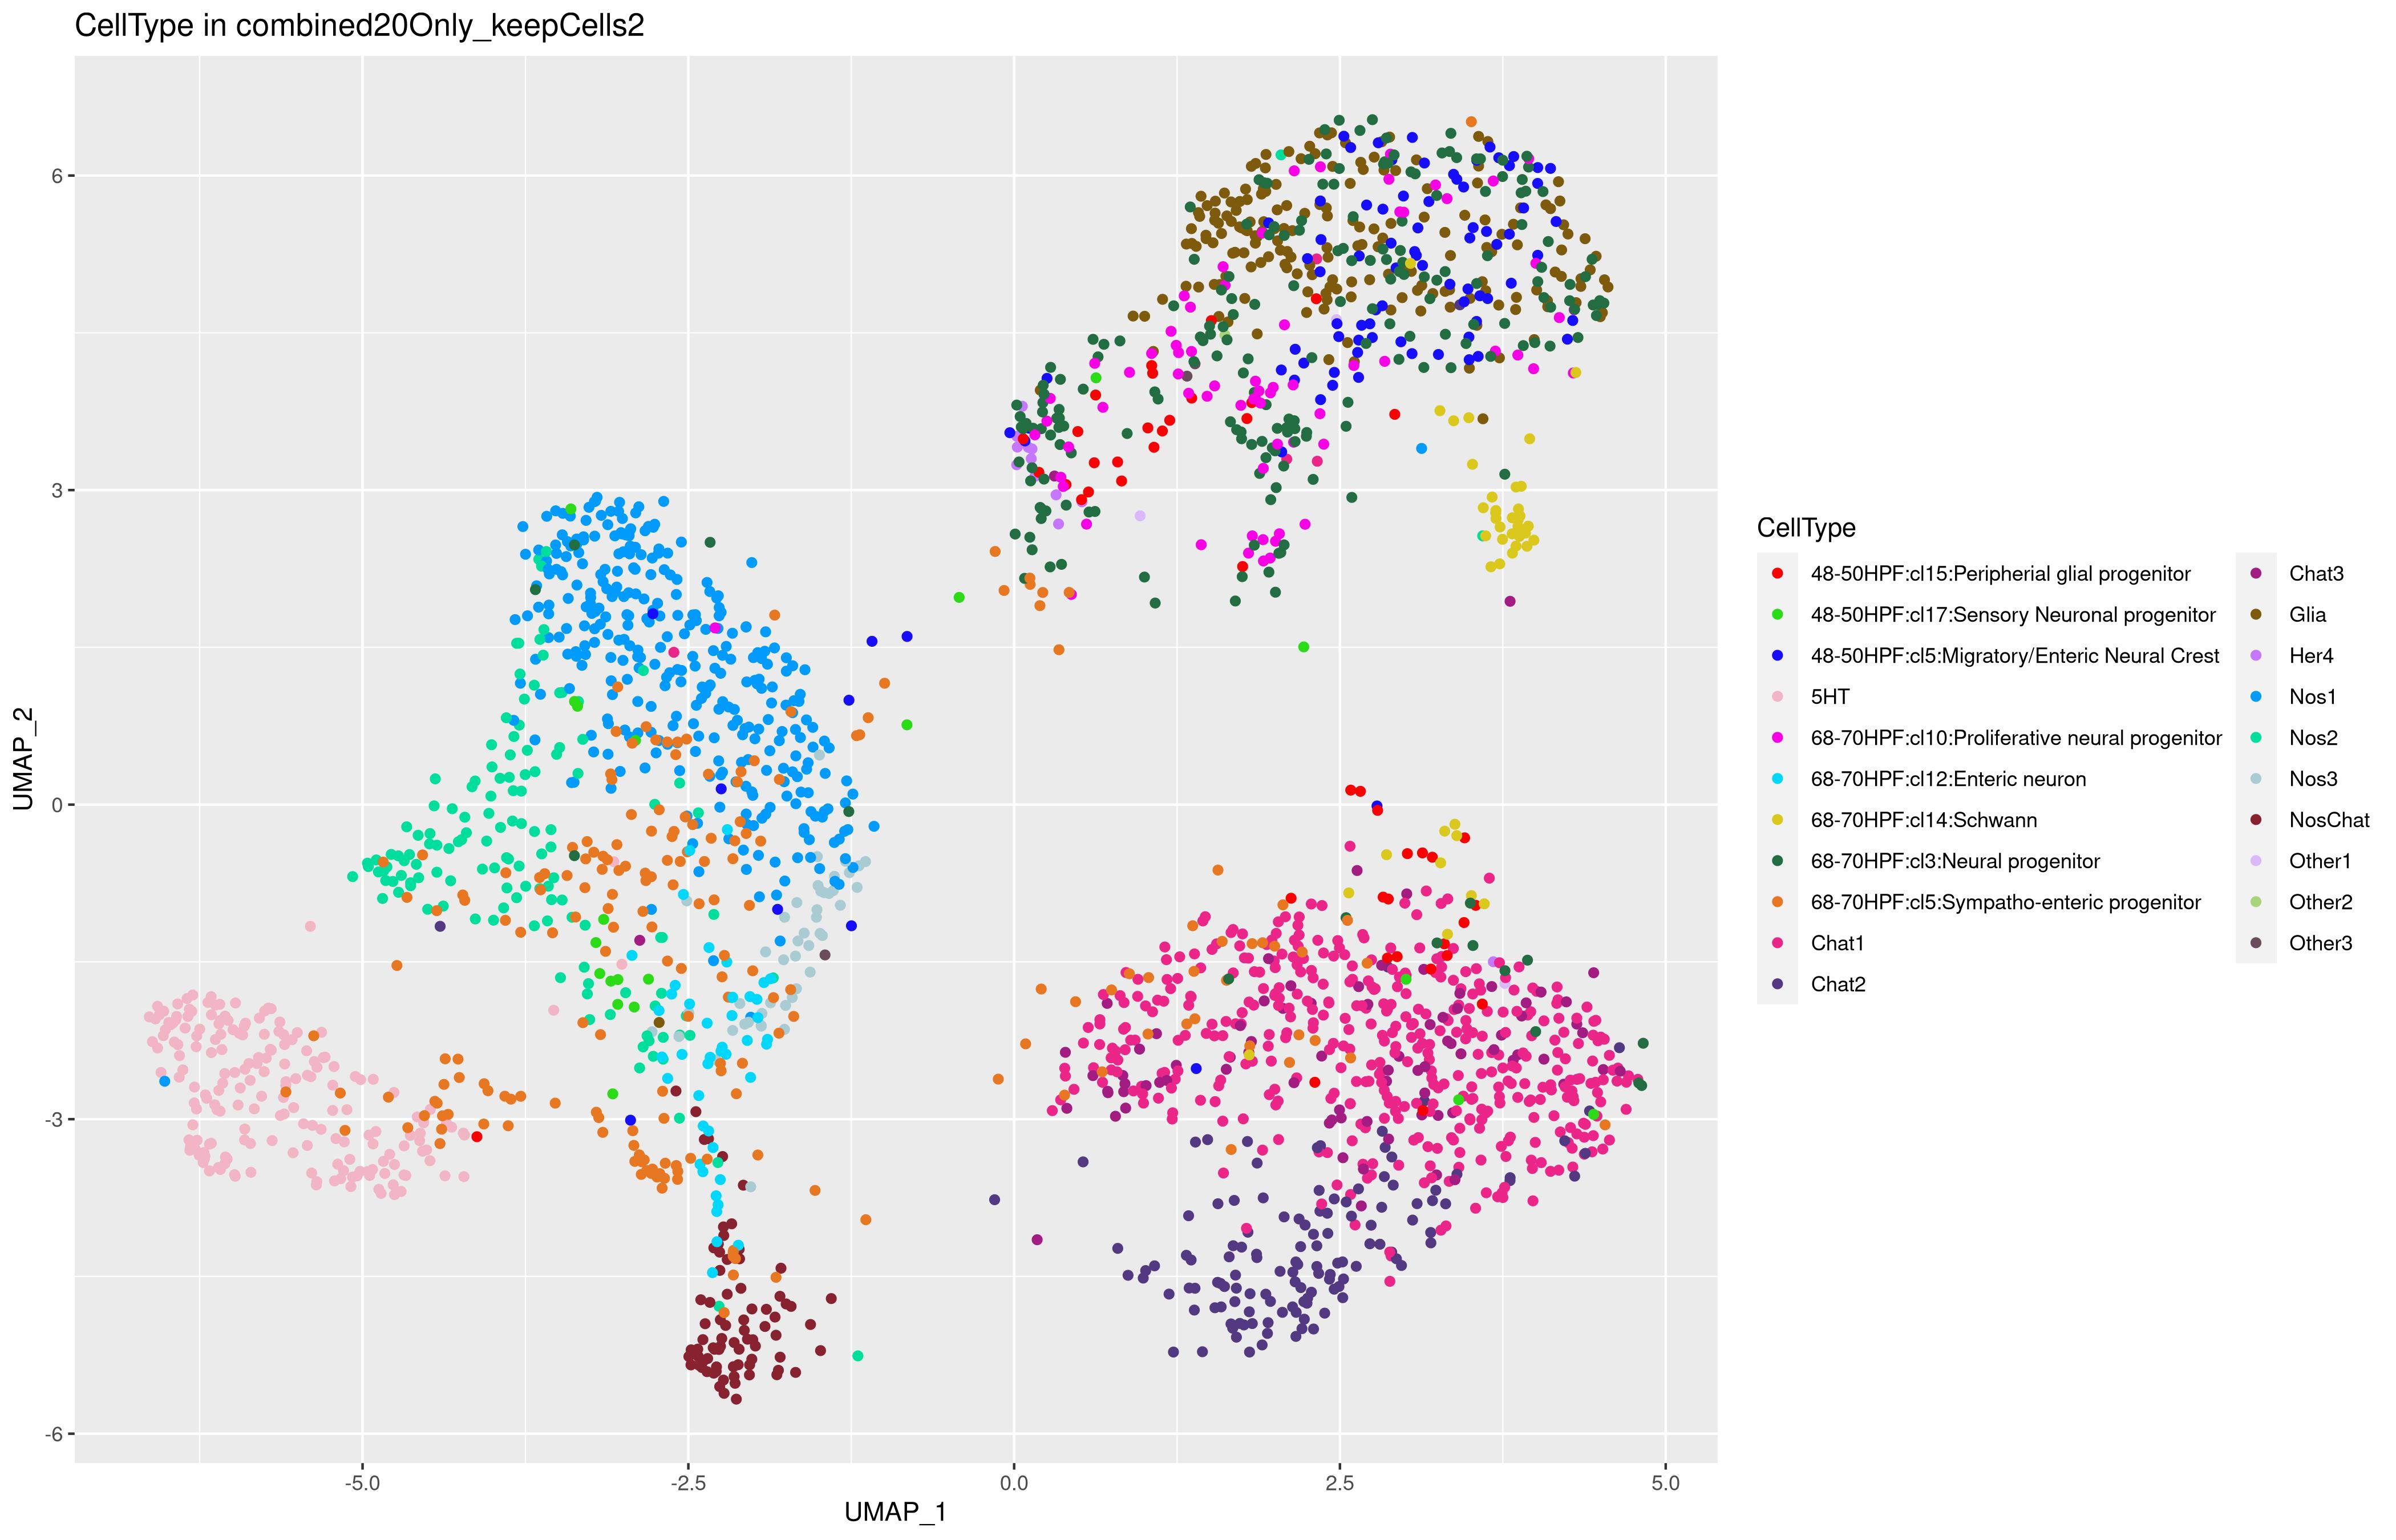 CellType in combined20Only_keepCells2
UMAP_2
6
3
0
-3
-6
-5.0
-2.5
0.0
2.5
5.0
UMAP_1
CellType
48-50HPF:cl15:Peripherial glial progenitor
48-50HPF:cl17:Sensory Neuronal progenitor
48-50HPF:cl5:Migratory/Enteric Neural Crest
5HT
68-70HPF:cl10:Proliferative neural progenitor
68-70HPF:cl12:Enteric neuron
68-70HPF:cl14:Schwann
68-70HPF:cl3:Neural progenitor
68-70HPF:cl5:Sympatho-enteric progenitor
Chat1
Chat2
Chat3
Glia
Her4
Nos1
Nos2
Nos3
NosChat
Other1
Other2
Other3